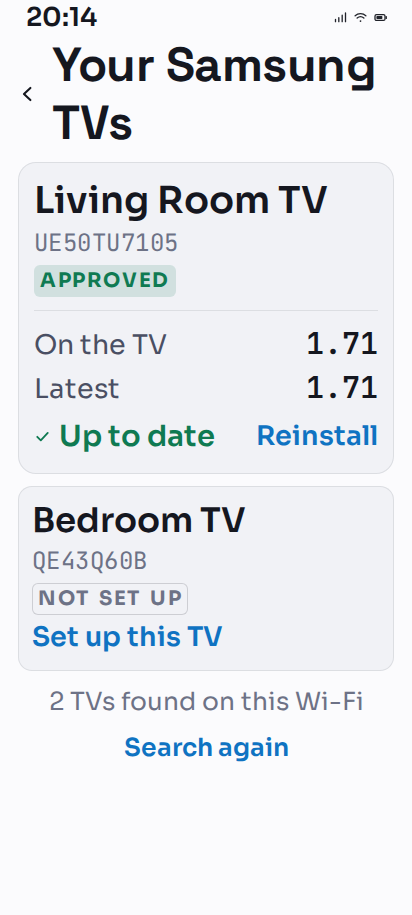 20:14
Your Samsung
TVs
Living Room TV
UE50TU7105
APPROVED
On the TV 1.71
Latest 1.71
Up to date Reinstall
Bedroom TV
QE43Q60B
NOT SET UP
Set up this TV
2 TVs found on this Wi-Fi
Search again